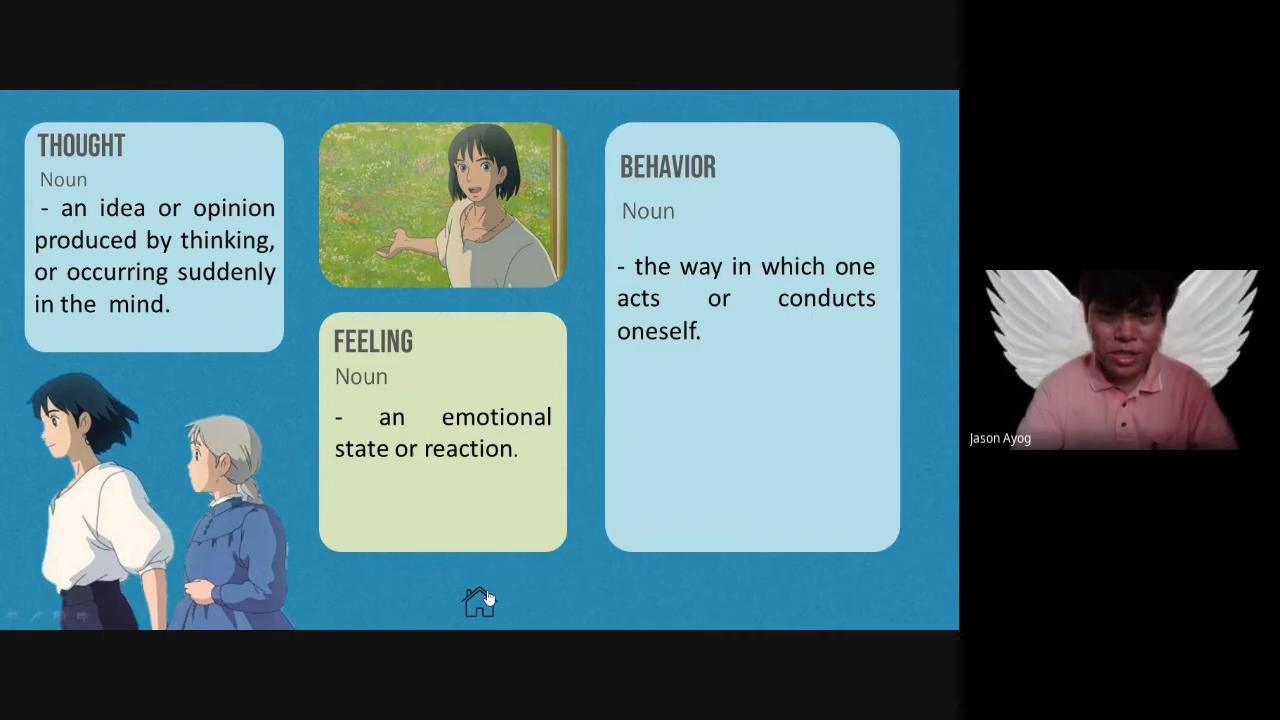 THOUGHT
Noun
- an idea or opinion
produced by thinking,
or occurring suddenly
in the mind.
FEELING
Noun
- an emotional
state or reaction.
BEHAVIOR
Noun
- the way in which one
acts or conducts
oneself.
Jason Ayog